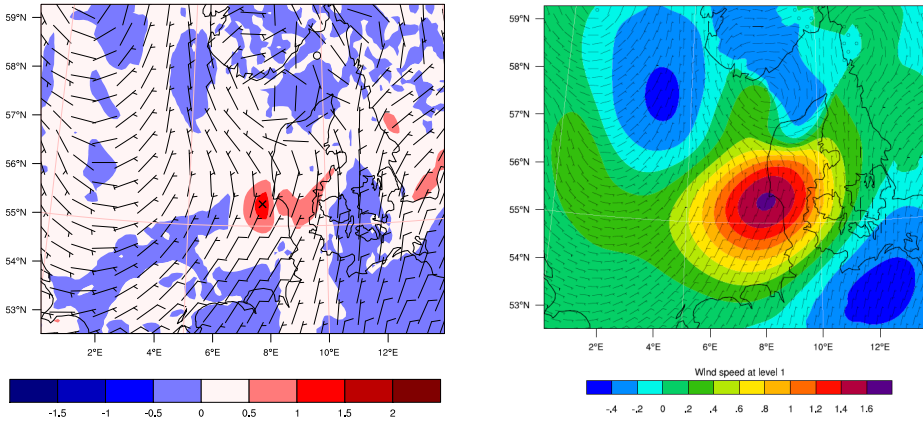 59°N
58°N
57°N
56°N
55°N
54°N
53°N
2°E 4°E 6°E 8°E 10°E 12°E
-1.5 -1 -0.5 0 0.5 1 1.5 2
59°N
58°N
57°N
56°N
55°N
54°N
53°N
2°E 4°E 6°E 8°E 10°E 12°E
Wind speed at level 1
-.4 -.2 0 .2 .4 .6 .8 1 1.2 1.4 1.6